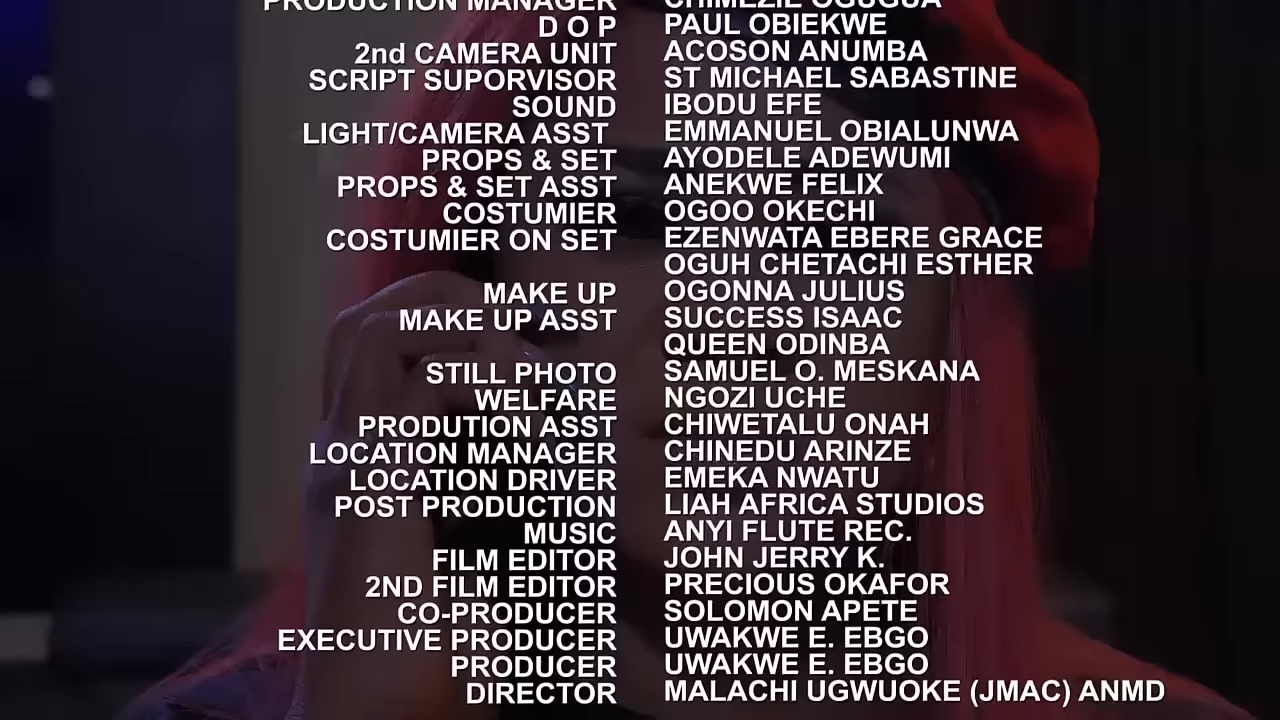 PRODUCTION MANAGER CHIMEZIE OGUGUA
D O P PAUL OBIEKWE
2nd CAMERA UNIT ACOSON ANUMBA
SCRIPT SUPORVISOR ST MICHAEL SABASTINE
SOUND IBODU EFE
LIGHT/CAMERA ASST EMMANUEL OBIALUNWA
PROPS & SET AYODELE ADEWUMI
PROPS & SET ASST ANEKWE FELIX
COSTUMIER OGOO OKECHI
COSTUMIER ON SET EZENWATA EBERE GRACE
OGUH CHETACHI ESTHER
MAKE UP OGONNA JULIUS
MAKE UP ASST SUCCESS ISAAC
QUEEN ODINBA
STILL PHOTO SAMUEL O. MESKANA
WELFARE NGOZI UCHE
PRODUTION ASST CHIWETALU ONAH
LOCATION MANAGER CHINEDU ARINZE
LOCATION DRIVER EMEKA NWATU
POST PRODUCTION LIAH AFRICA STUDIOS
MUSIC ANYI FLUTE REC.
FILM EDITOR JOHN JERRY K.
2ND FILM EDITOR PRECIOUS OKAFOR
CO-PRODUCER SOLOMON APETE
EXECUTIVE PRODUCER UWAKWE E. EBGO
PRODUCER UWAKWE E. EBGO
DIRECTOR MALACHI UGWUOKE (JMAC) ANMD